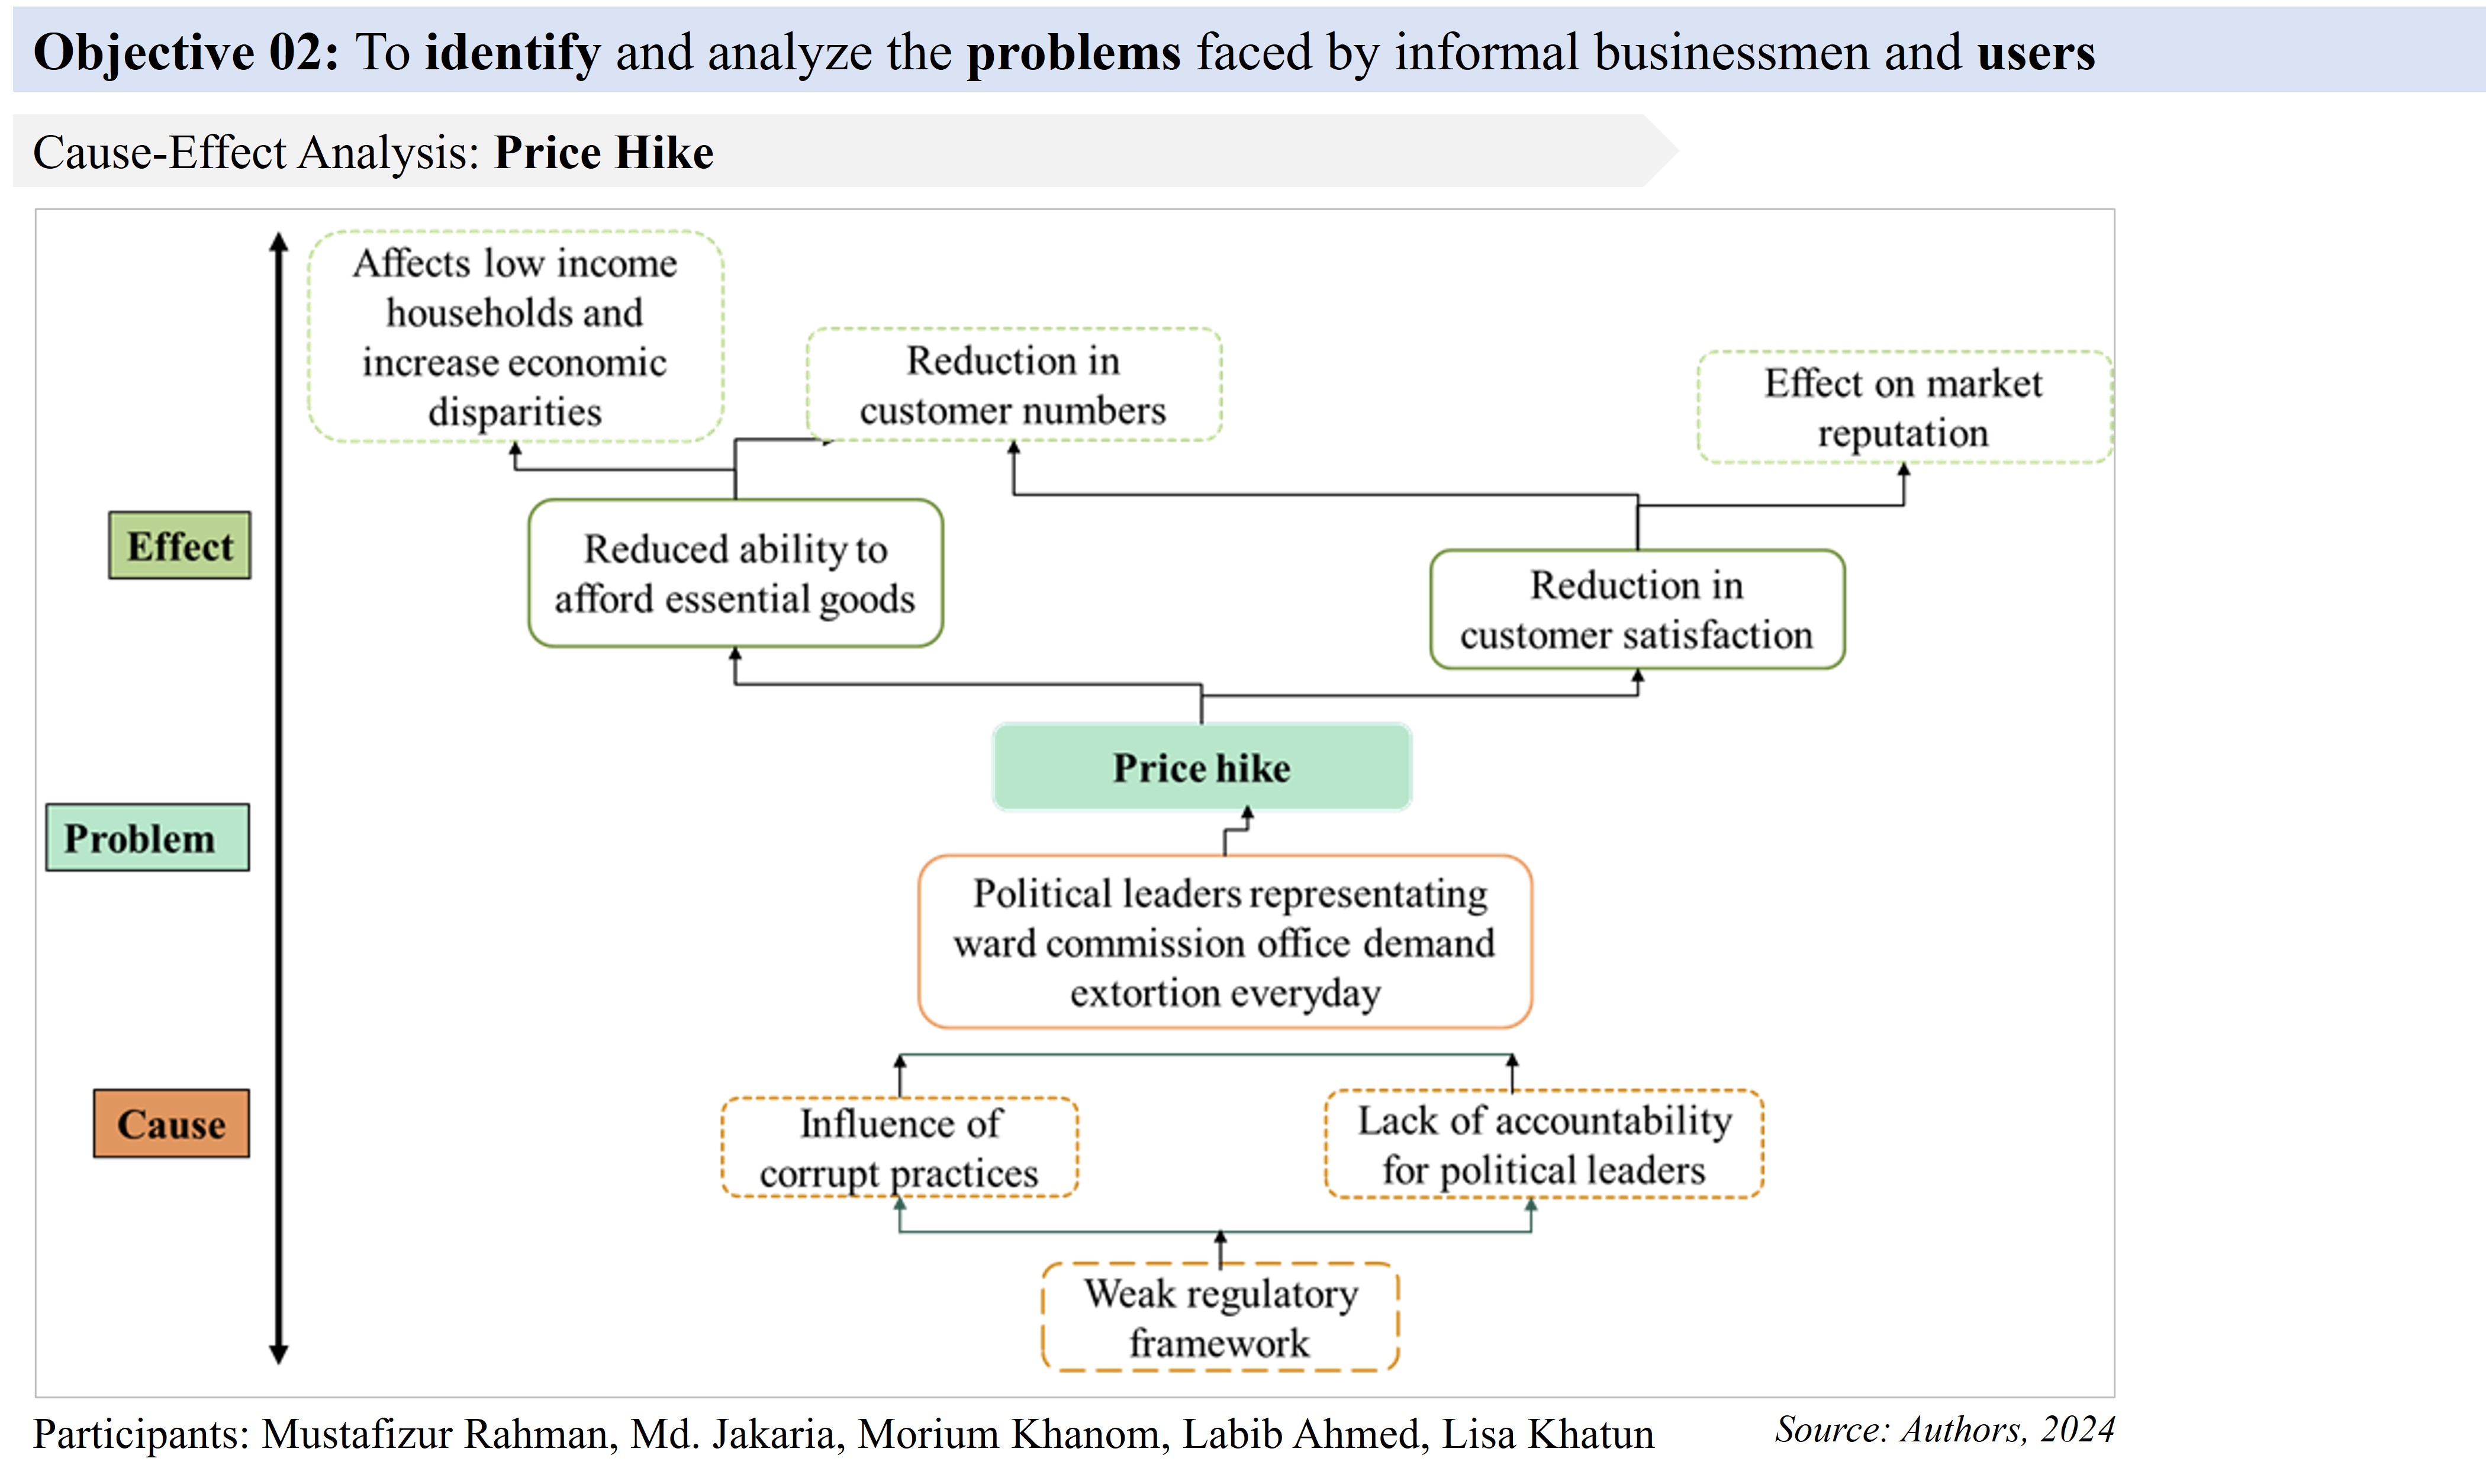 Objective 02: To identify and analyze the problems faced by informal businessmen and users
Cause-Effect Analysis: Price Hike
Affects low income
households and
increase economic
disparities
Reduction in
customer numbers
Effect on market
reputation
Effect
Reduced ability to
afford essential goods
Reduction in
customer satisfaction
Price hike
Problem
Political leaders representating
ward commission office demand
extortion everyday
Cause
Influence of
corrupt practices
Lack of accountability
for political leaders
Weak regulatory
framework
Participants: Mustafizur Rahman, Md. Jakaria, Morium Khanom, Labib Ahmed, Lisa Khatun
Source: Authors, 2024